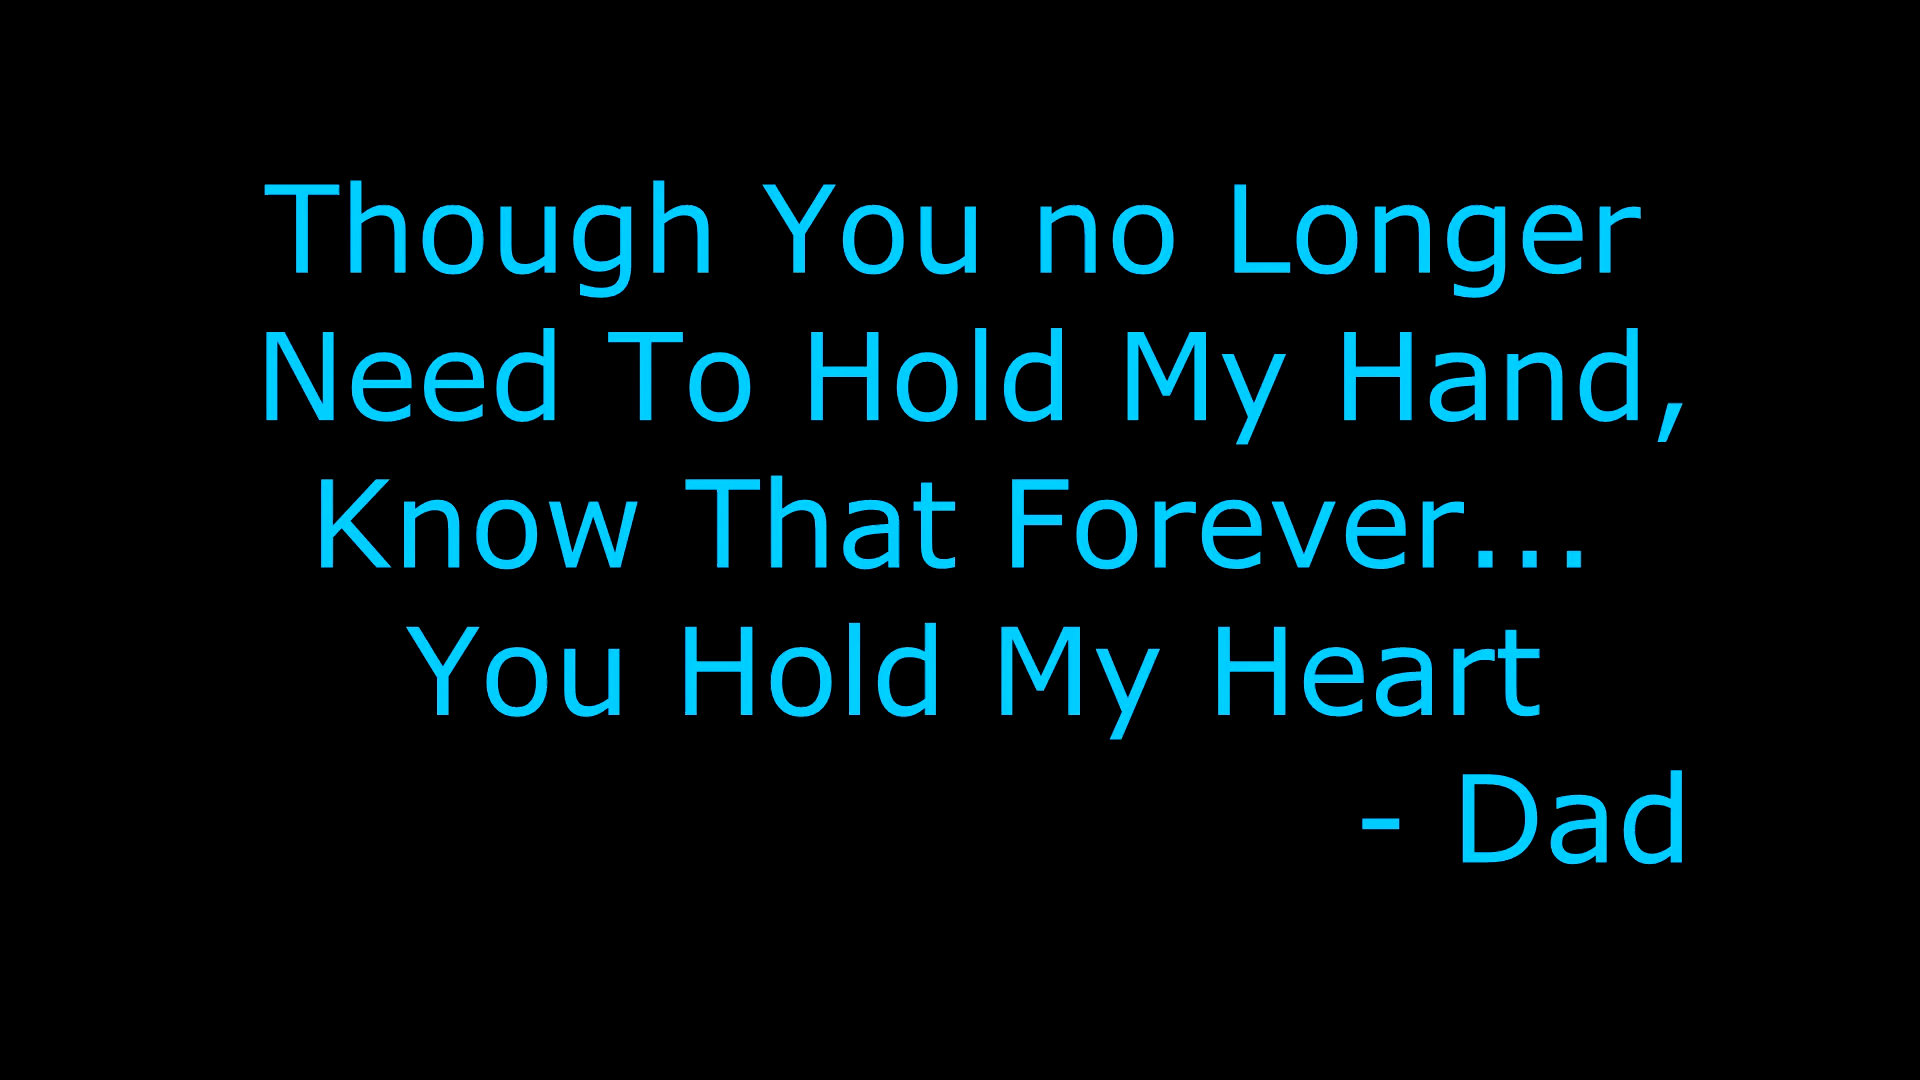 Though You no Longer
Need To Hold My Hand,
Know That Forever...
You Hold My Heart
- Dad